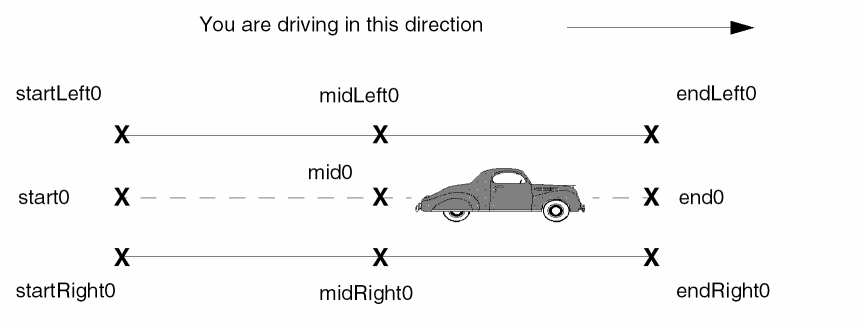 You are driving in this direction
startLeft0 midLeft0 endLeft0
X X X
mid0
start0 X X X end0
X X X
startRight0 midRight0 endRight0